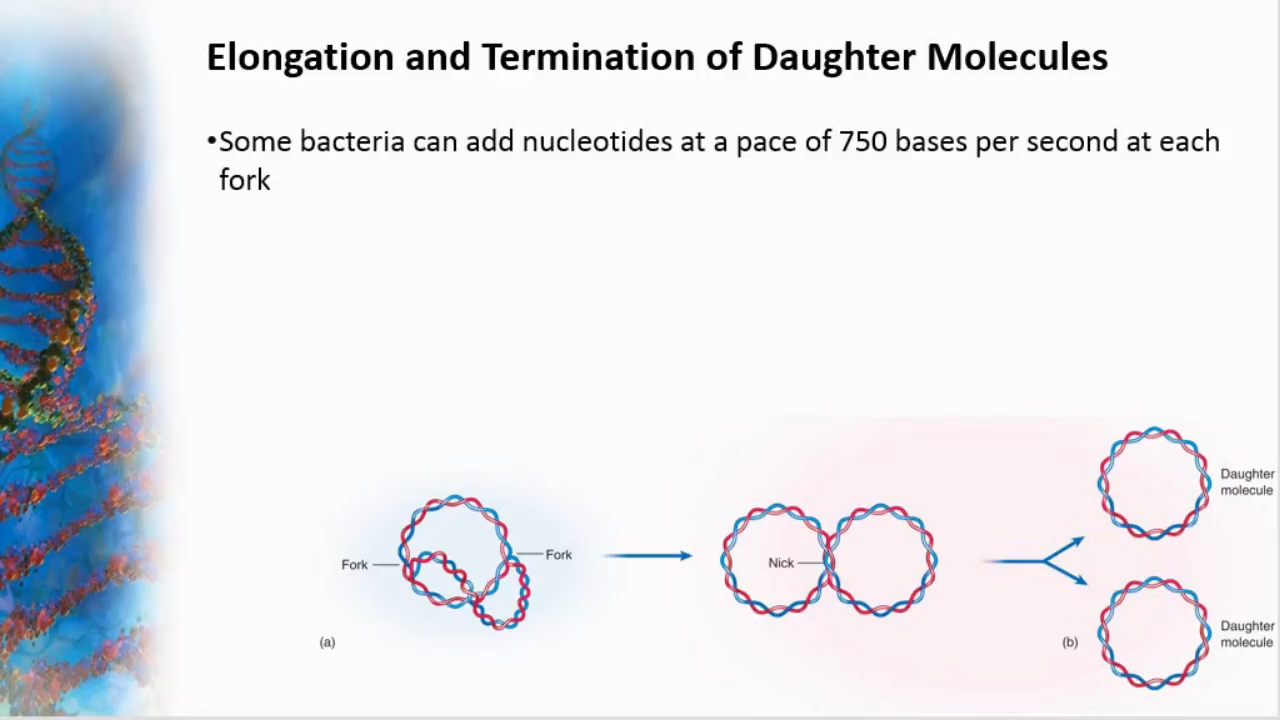 Elongation and Termination of Daughter Molecules
•Some bacteria can add nucleotides at a pace of 750 bases per second at each
fork
Fork
Fork
(a)
Nick
Daughter
molecule
(b)
Daughter
molecule